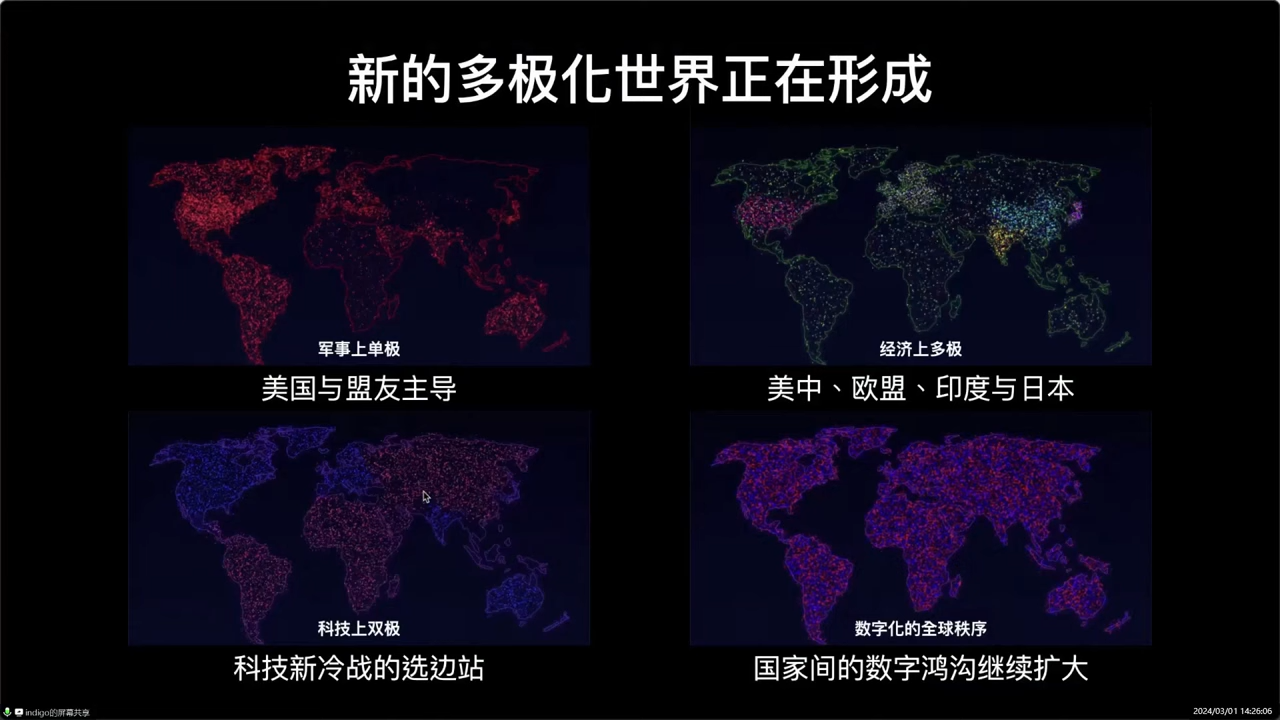 新的多极化世界正在形成
军事上单极
美国与盟友主导
经济上多极
美中、欧盟、印度与日本
科技上双极
科技新冷战的选边站
数字化的全球秩序
国家间的数字鸿沟继续扩大
indigo的屏幕共享
2024/03/01 14:26:06